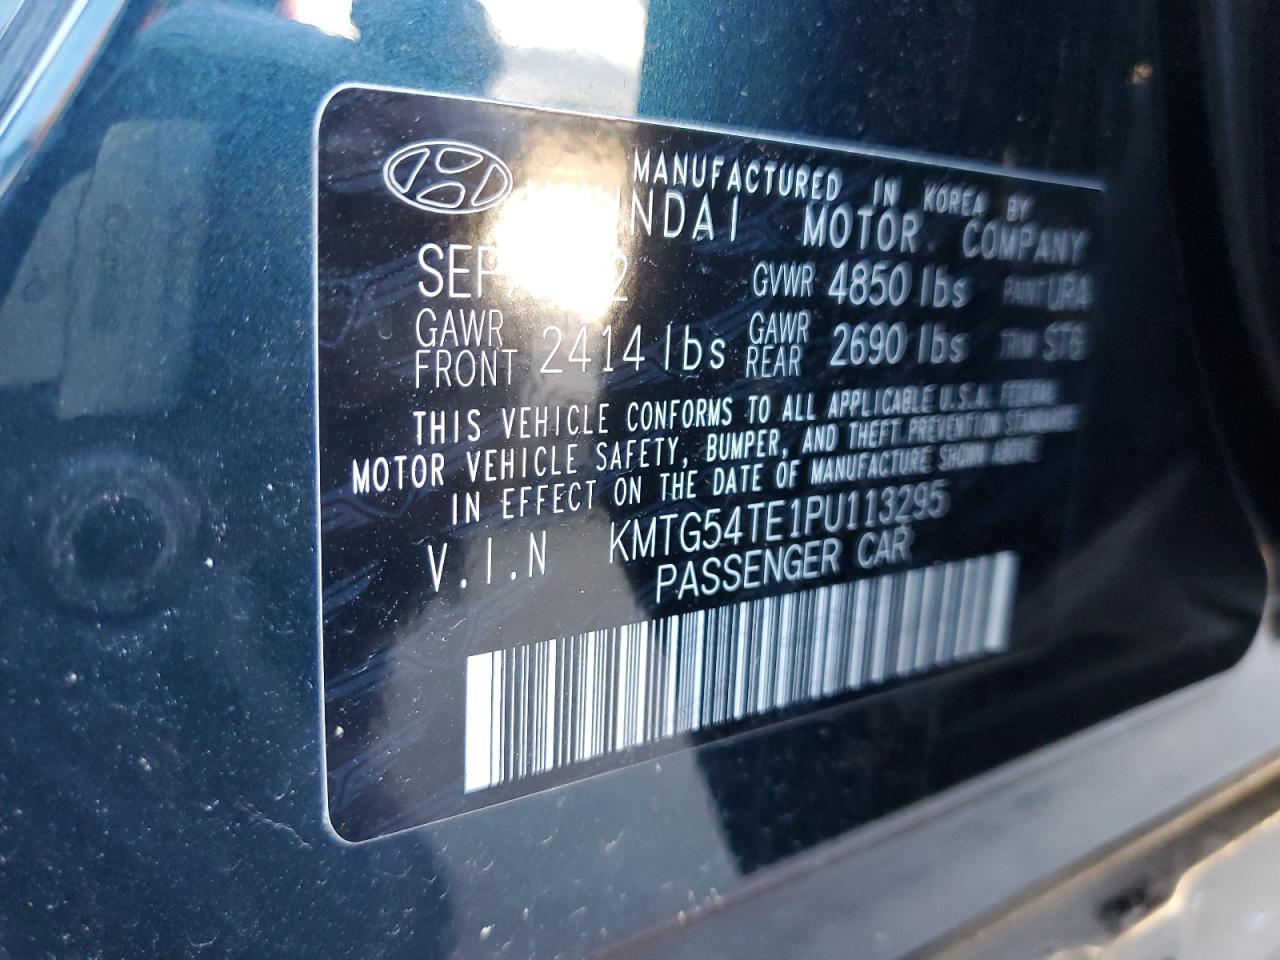 MANUFACTURED IN KOREA BY
MOTOR COMPANY
GVWR 4850 lbs PAINT
GAWR FRONT 2414 lbs GAWR REAR 2690 lbs TRIM
THIS VEHICLE CONFORMS TO ALL APPLICABLE U.S.A. FEDERAL
MOTOR VEHICLE SAFETY, BUMPER, AND THEFT PREVENTION STANDARDS
IN EFFECT ON THE DATE OF MANUFACTURE SHOWN ABOVE
V.I.N KMTG54TE1PU113295
PASSENGER CAR